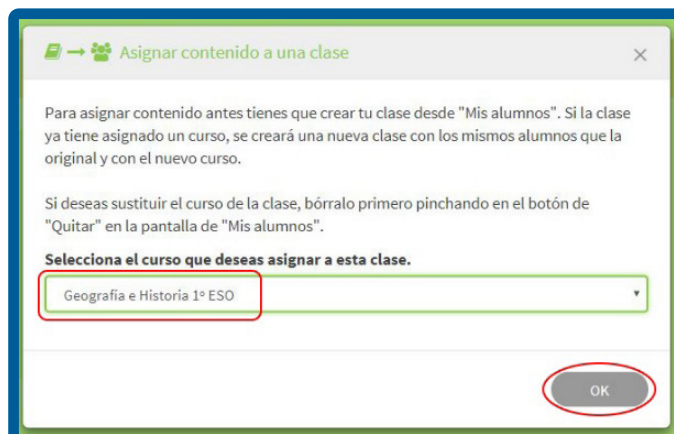 Asignar contenido a una clase
×
Para asignar contenido antes tienes que crear tu clase desde "Mis alumnos". Si la clase
ya tiene asignado un curso, se creará una nueva clase con los mismos alumnos que la
original y con el nuevo curso.
Si deseas sustituir el curso de la clase, bórralo primero pinchando en el botón de
"Quitar" en la pantalla de "Mis alumnos".
Selecciona el curso que deseas asignar a esta clase.
Geografía e Historia 1º ESO
OK